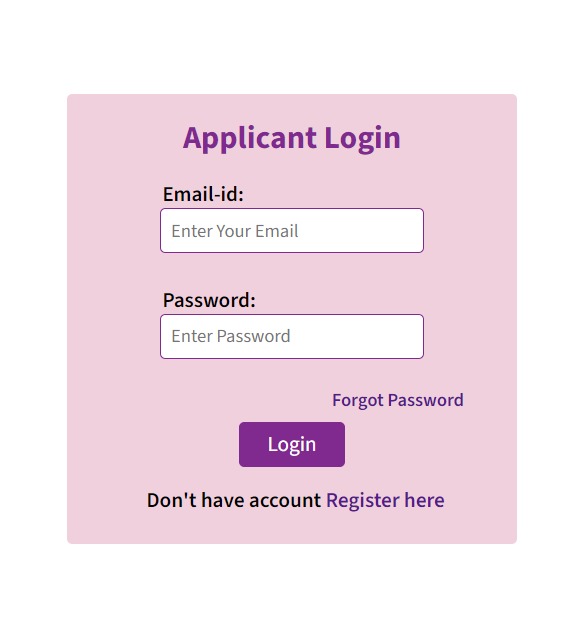 Applicant Login
Email-id:
Enter Your Email
Password:
Enter Password
Forgot Password
Login
Don't have account Register here